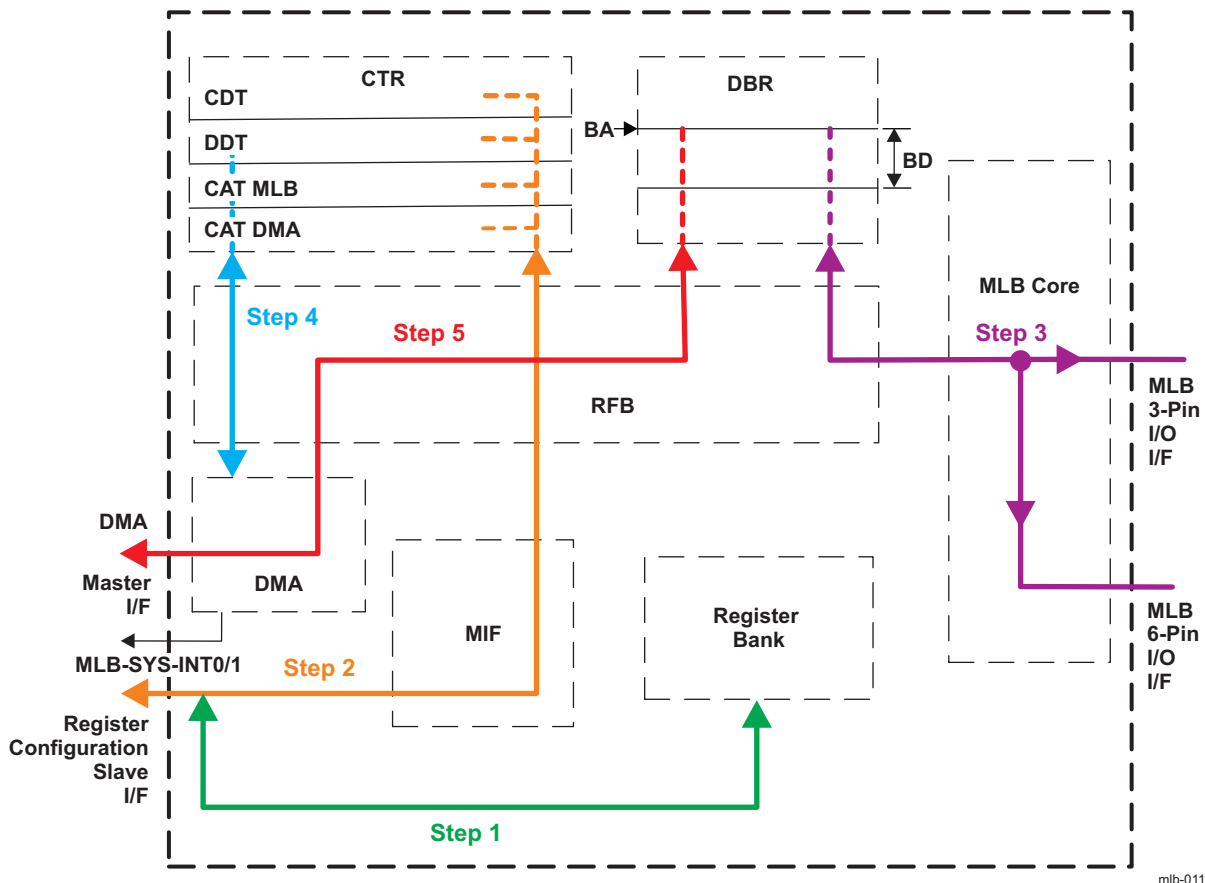 CTR
CDT
DDT
CAT MLB
CAT DMA
DBR
BA
BD
MLB Core
Step 4
Step 5
Step 3
RFB
MLB
3-Pin
I/O
I/F
DMA
Master
I/F
DMA
MIF
Register
Bank
MLB
6-Pin
I/O
I/F
MLB-SYS-INT0/1
Step 2
Register
Configuration
Slave
I/F
Step 1
mlb-011